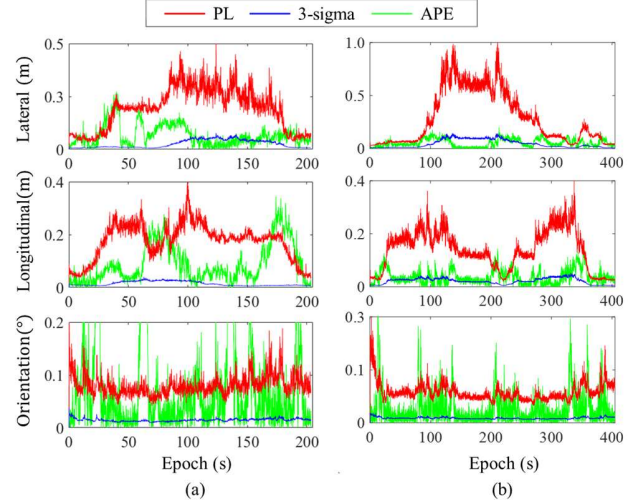 PL 3-sigma APE
Lateral (m)
0.5
0.3
0
0 50 100 150 200
1.0
0.5
0
0 100 200 300 400
Longitudinal(m)
0.4
0.2
0
0 50 100 150 200
0.4
0.2
0
0 100 200 300 400
Orientation(°)
0.2
0.1
0
0 50 100 150 200
0.3
0.1
0
0 100 200 300 400
Epoch (s) Epoch (s)
(a) (b)